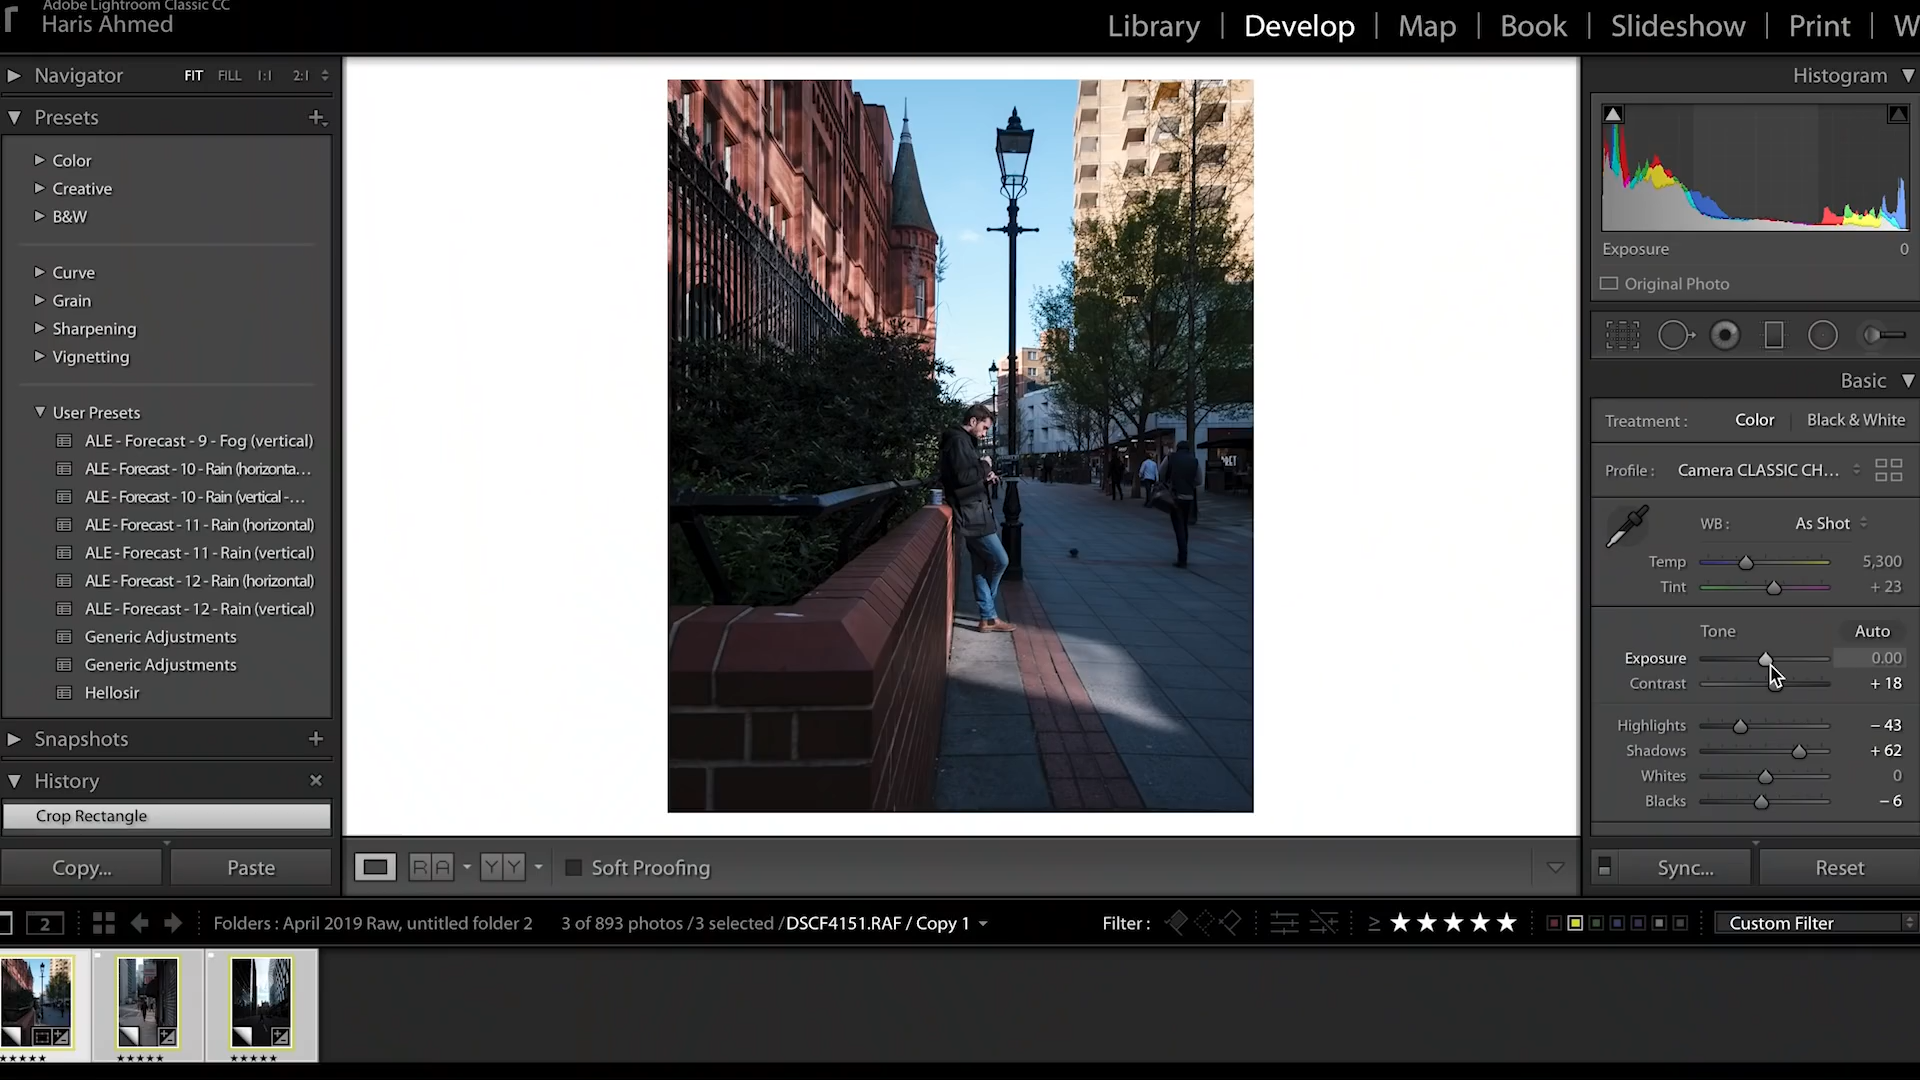 Adobe Lightroom Classic CC
Haris Ahmed
Library | Develop | Map | Book | Slideshow | Print | W
Navigator FIT FILL 1:1 2:1
Presets +
Color
Creative
B&W
Curve
Grain
Sharpening
Vignetting
User Presets
ALE - Forecast - 9 - Fog (vertical)
ALE - Forecast - 10 - Rain (horizonta...
ALE - Forecast - 10 - Rain (vertical -...
ALE - Forecast - 11 - Rain (horizontal)
ALE - Forecast - 11 - Rain (vertical)
ALE - Forecast - 12 - Rain (horizontal)
ALE - Forecast - 12 - Rain (vertical)
Generic Adjustments
Generic Adjustments
Hellosir
Snapshots +
History ×
Crop Rectangle
Copy... Paste
PRET
R A Y Y Soft Proofing
Histogram
Exposure 0
Original Photo
Basic
Treatment : Color Black & White
Profile : Camera CLASSIC CH...
WB : As Shot
Temp 5,300
Tint + 23
Tone Auto
Exposure 0.00
Contrast + 18
Highlights − 43
Shadows + 62
Whites 0
Blacks − 6
Sync... Reset
2 Folders : April 2019 Raw, untitled folder 2 3 of 893 photos /3 selected /DSCF4151.RAF / Copy 1 Filter : ≥ ★★★★★ Custom Filter
★★★★★ ★★★★★ ★★★★★